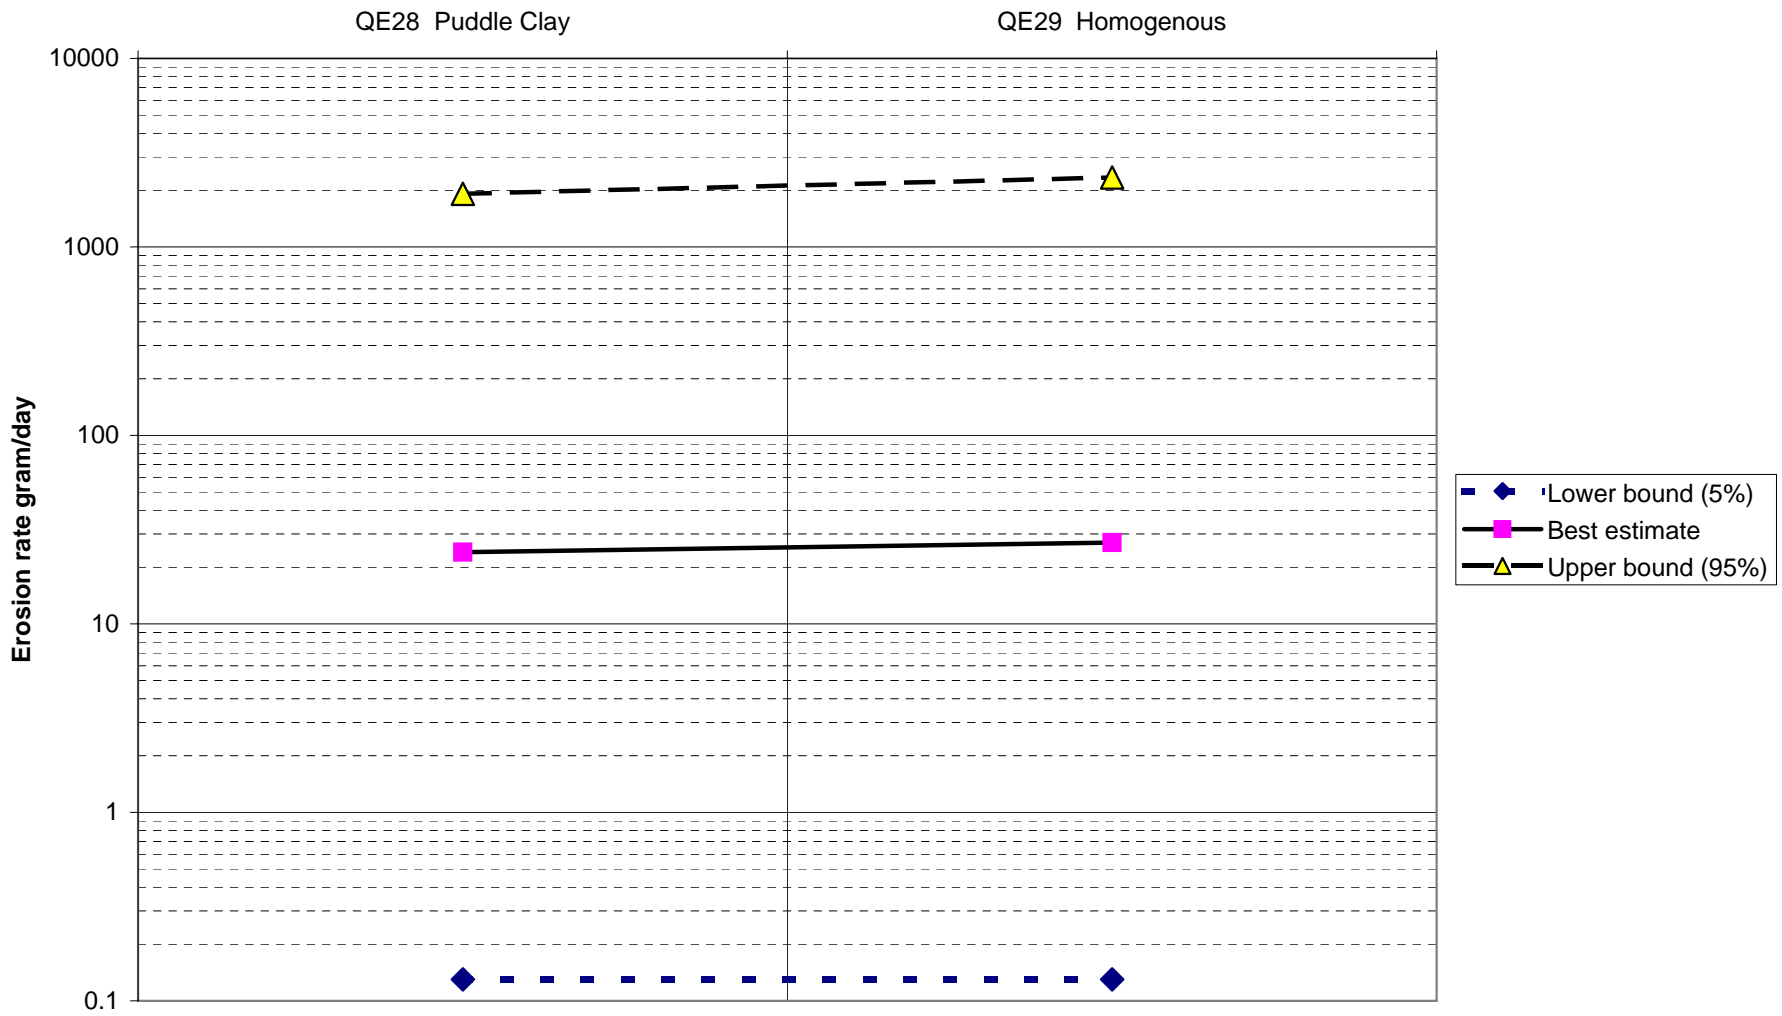 QE28  Puddle Clay
QE29  Homogenous
10000
1000
100
10
1
0.1
Erosion rate gram/day
Lower bound (5%)
Best estimate
Upper bound (95%)